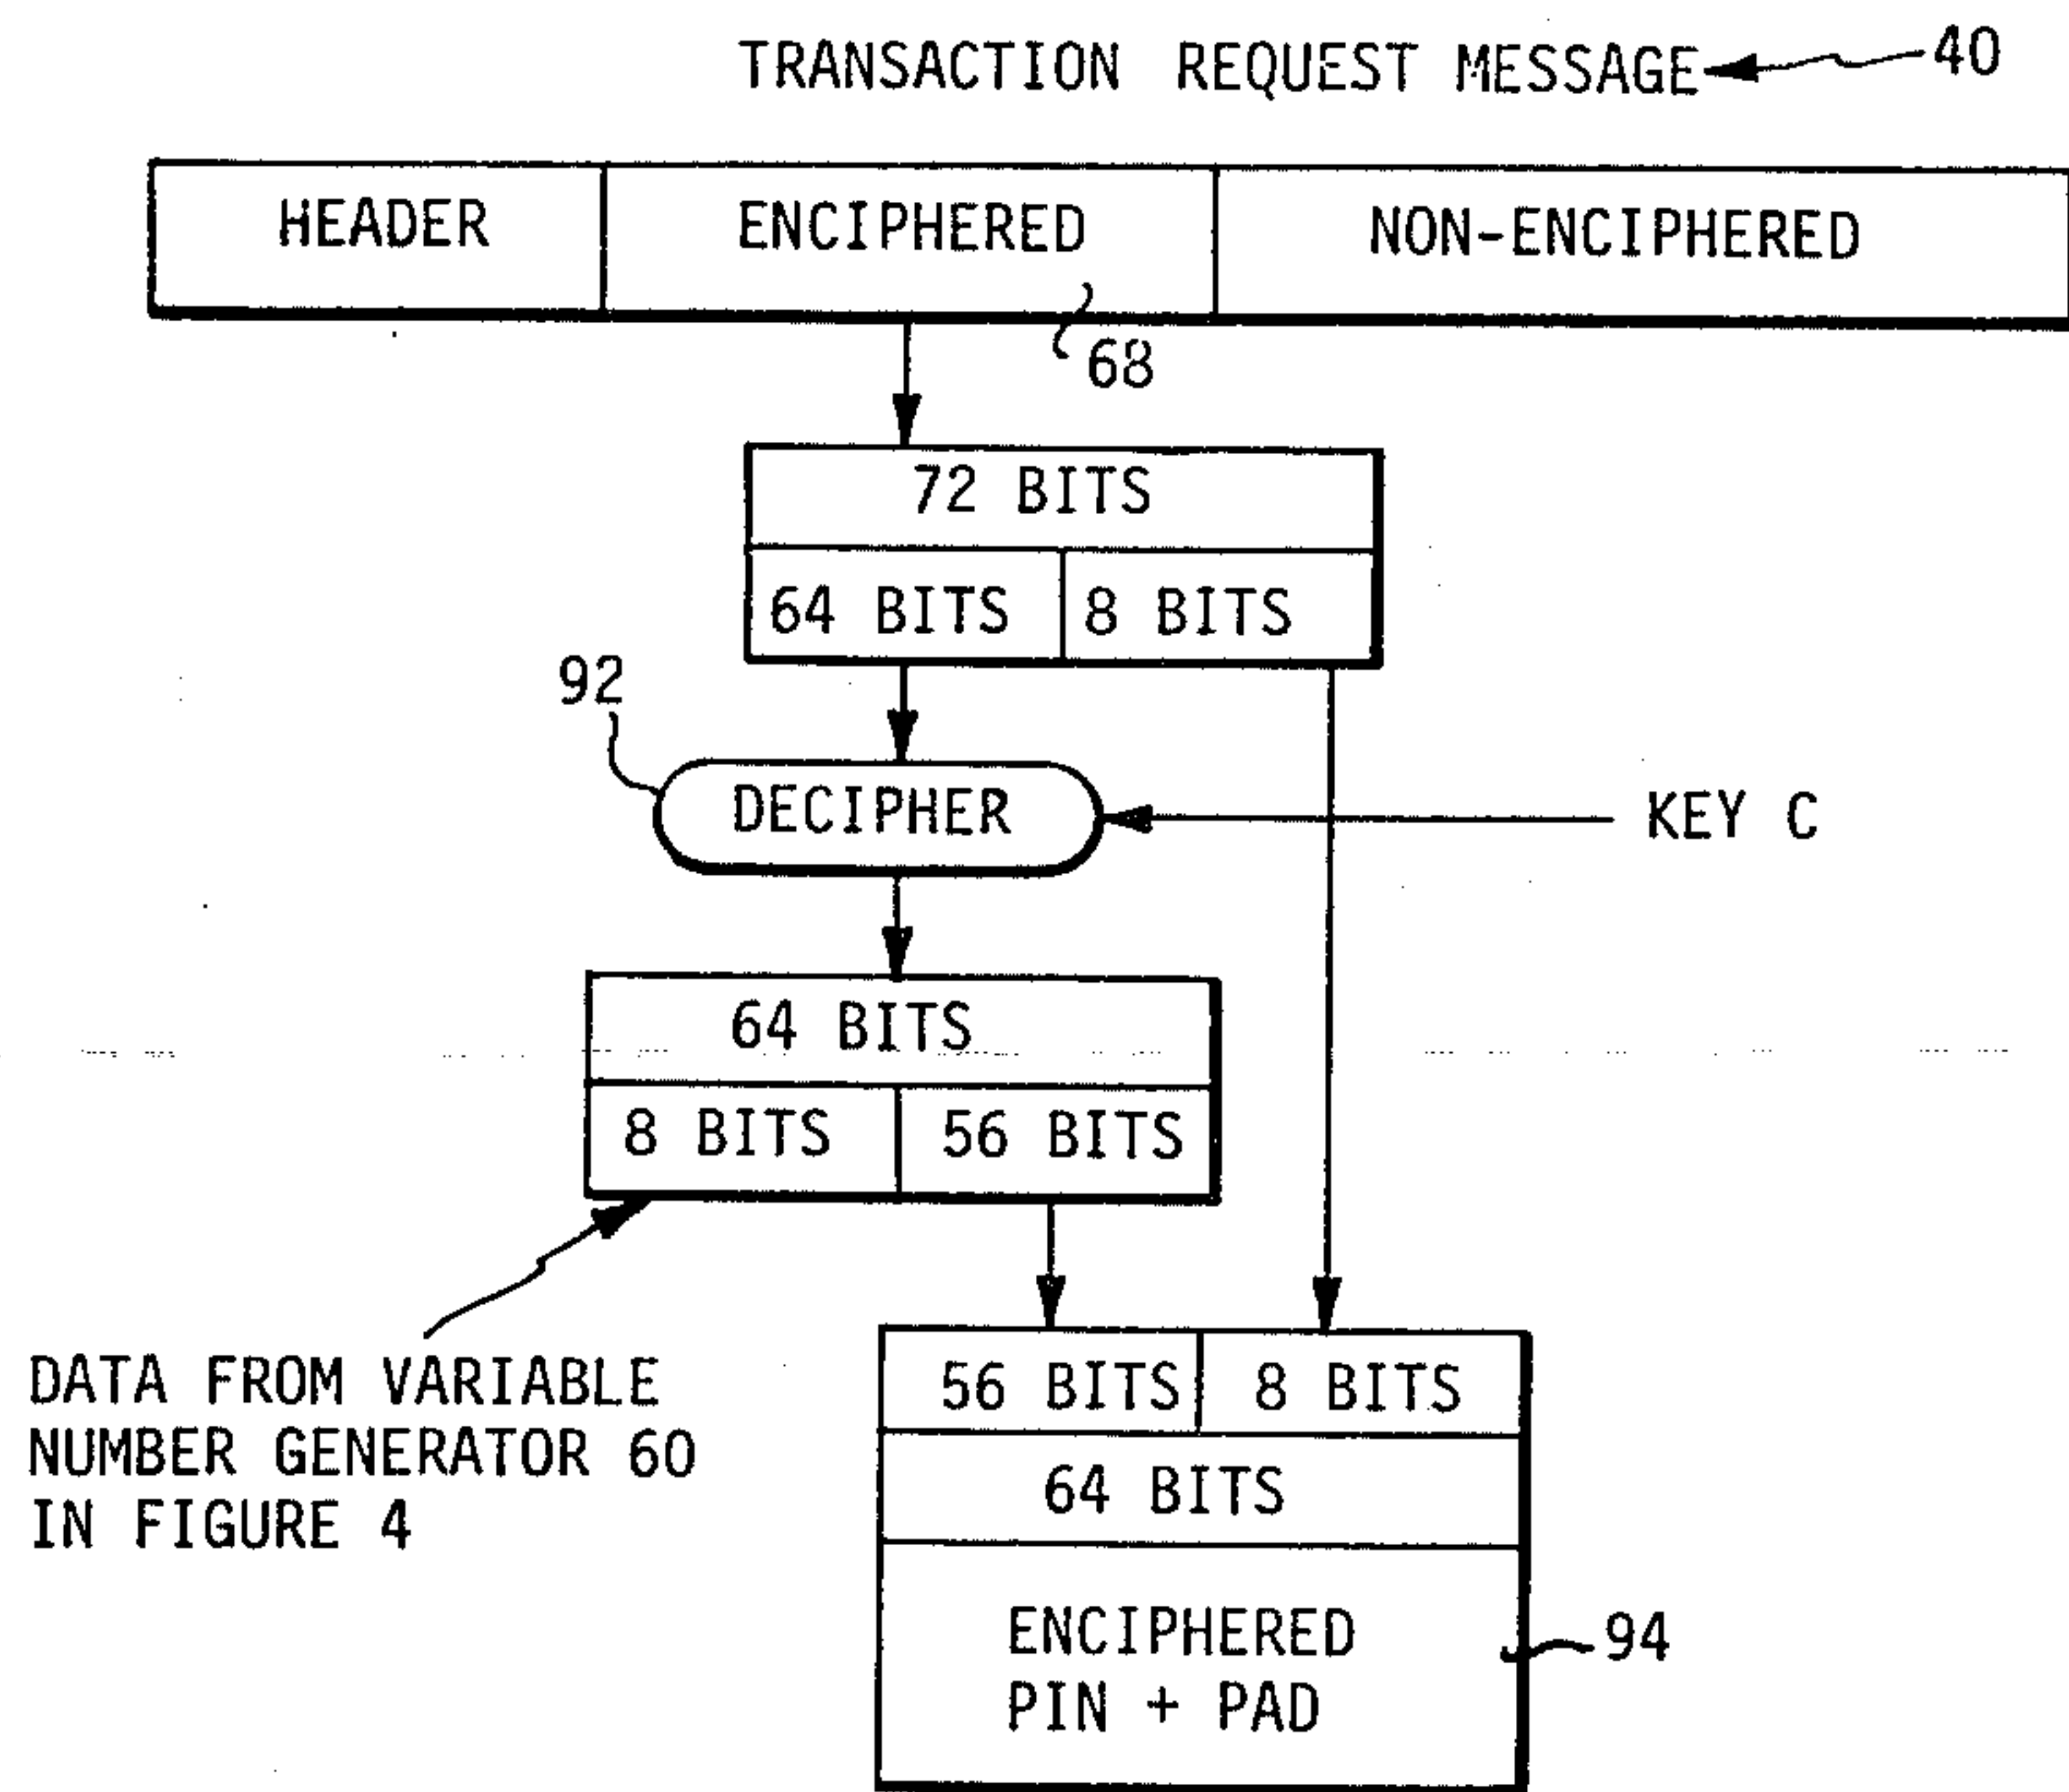 TRANSACTION REQUEST MESSAGE 40
HEADER ENCIPHERED NON-ENCIPHERED
68
72 BITS
64 BITS 8 BITS
92
DECIPHER KEY C
64 BITS
8 BITS 56 BITS
DATA FROM VARIABLE
NUMBER GENERATOR 60
IN FIGURE 4
56 BITS 8 BITS
64 BITS
ENCIPHERED
PIN + PAD
94